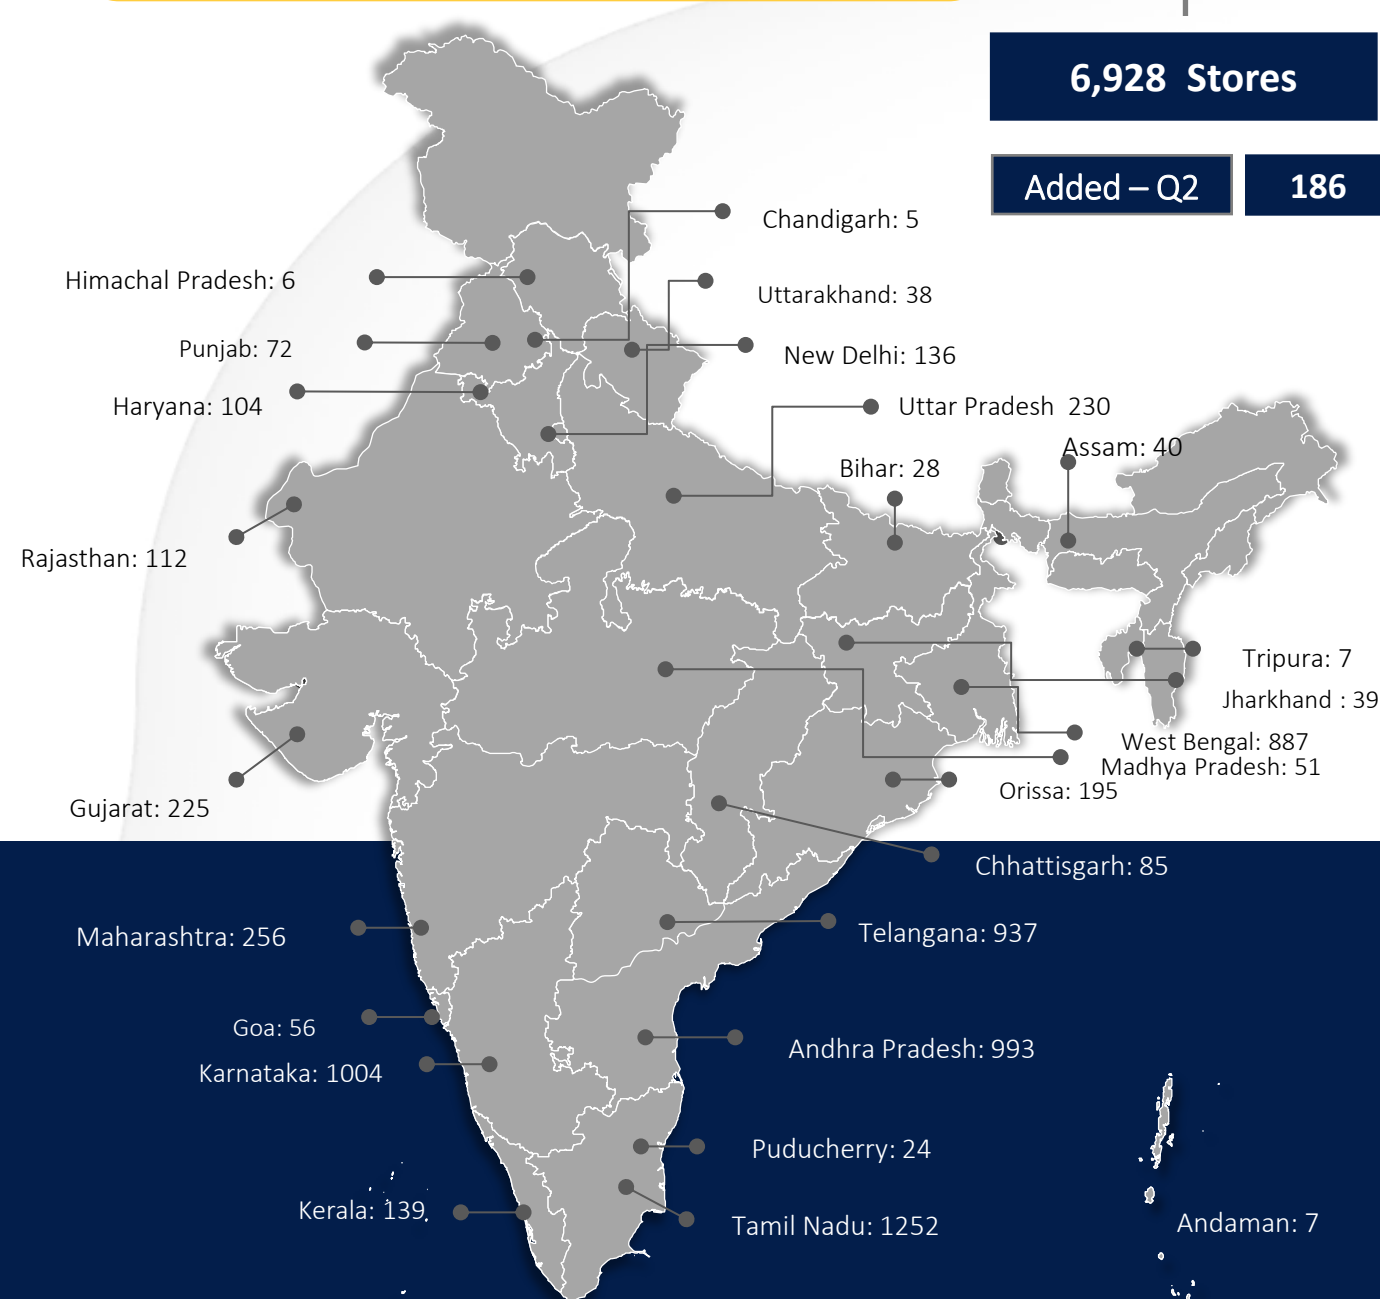 6,928 Stores
Added – Q2
186
Chandigarh: 5
Himachal Pradesh: 6
Uttarakhand: 38
Punjab: 72
New Delhi: 136
Haryana: 104
Uttar Pradesh 230
Assam: 40
Bihar: 28
Rajasthan: 112
Tripura: 7
Jharkhand : 39
West Bengal: 887
Madhya Pradesh: 51
Orissa: 195
Gujarat: 225
Chhattisgarh: 85
Maharashtra: 256
Telangana: 937
Goa: 56
Andhra Pradesh: 993
Karnataka: 1004
Puducherry: 24
Kerala: 139
Tamil Nadu: 1252
Andaman: 7